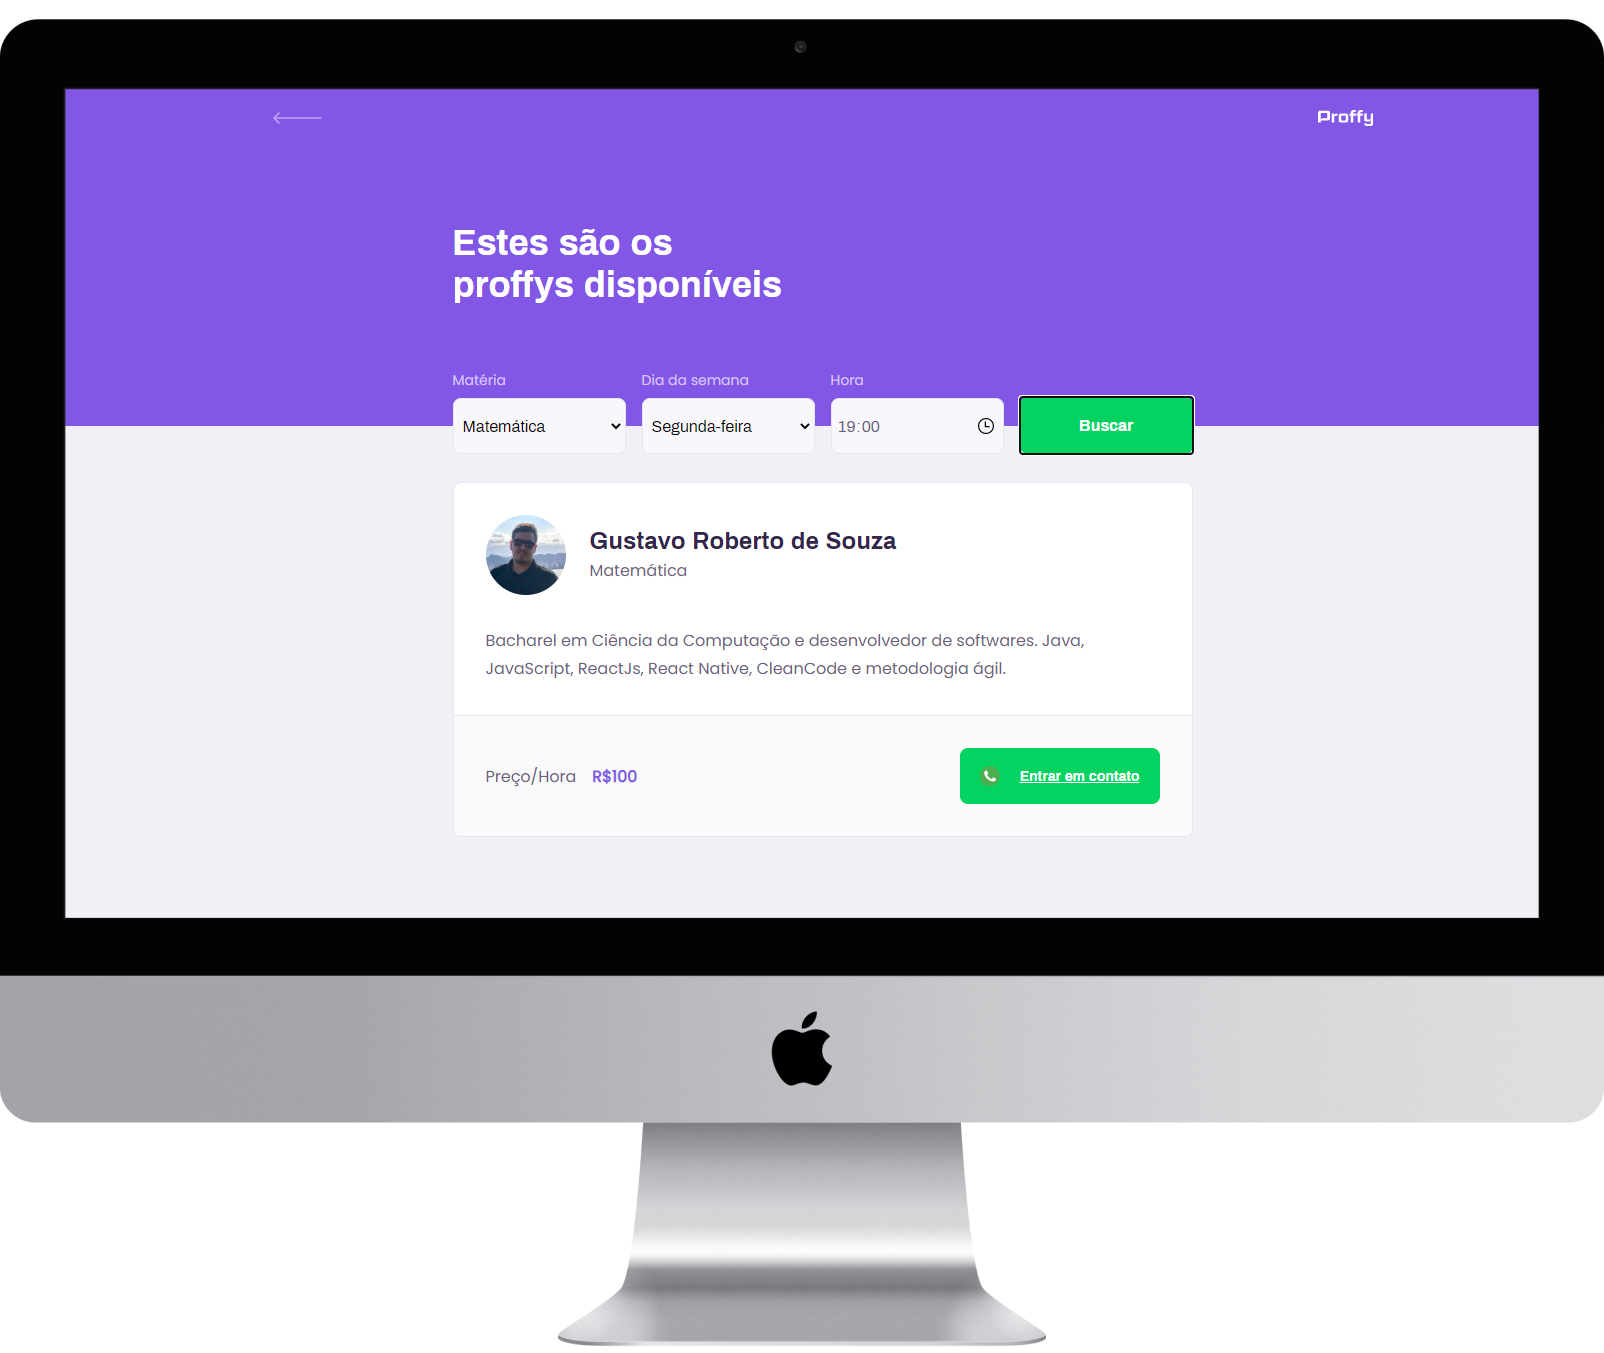 Proffy
Estes são os
proffys disponíveis
Matéria
Dia da semana
Hora
Matemática
Segunda-feira
19:00
Buscar
Gustavo Roberto de Souza
Matemática
Bacharel em Ciência da Computação e desenvolvedor de softwares. Java,
JavaScript, ReactJs, React Native, CleanCode e metodologia ágil.
Preço/Hora R$100
Entrar em contato